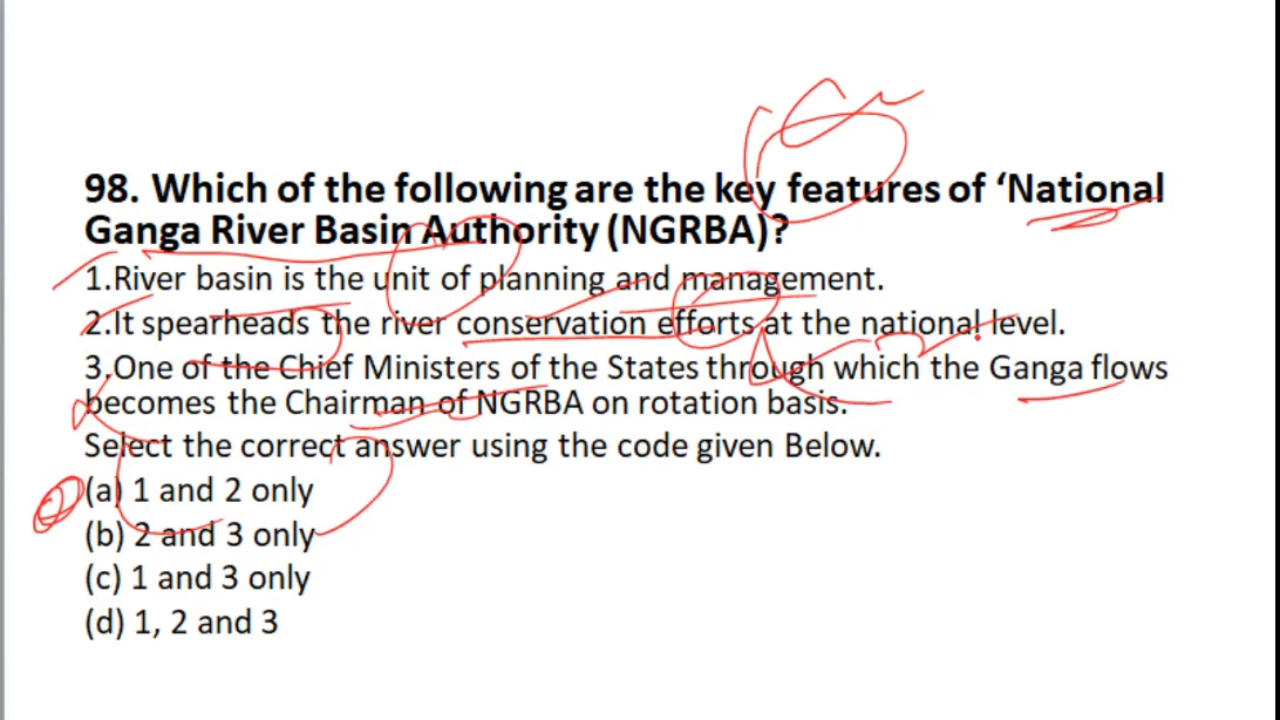 98. Which of the following are the key features of ‘National
Ganga River Basin Authority (NGRBA)?
1.River basin is the unit of planning and management.
2.It spearheads the river conservation efforts at the national level.
3.One of the Chief Ministers of the States through which the Ganga flows
becomes the Chairman of NGRBA on rotation basis.
Select the correct answer using the code given Below.
(a) 1 and 2 only
(b) 2 and 3 only
(c) 1 and 3 only
(d) 1, 2 and 3